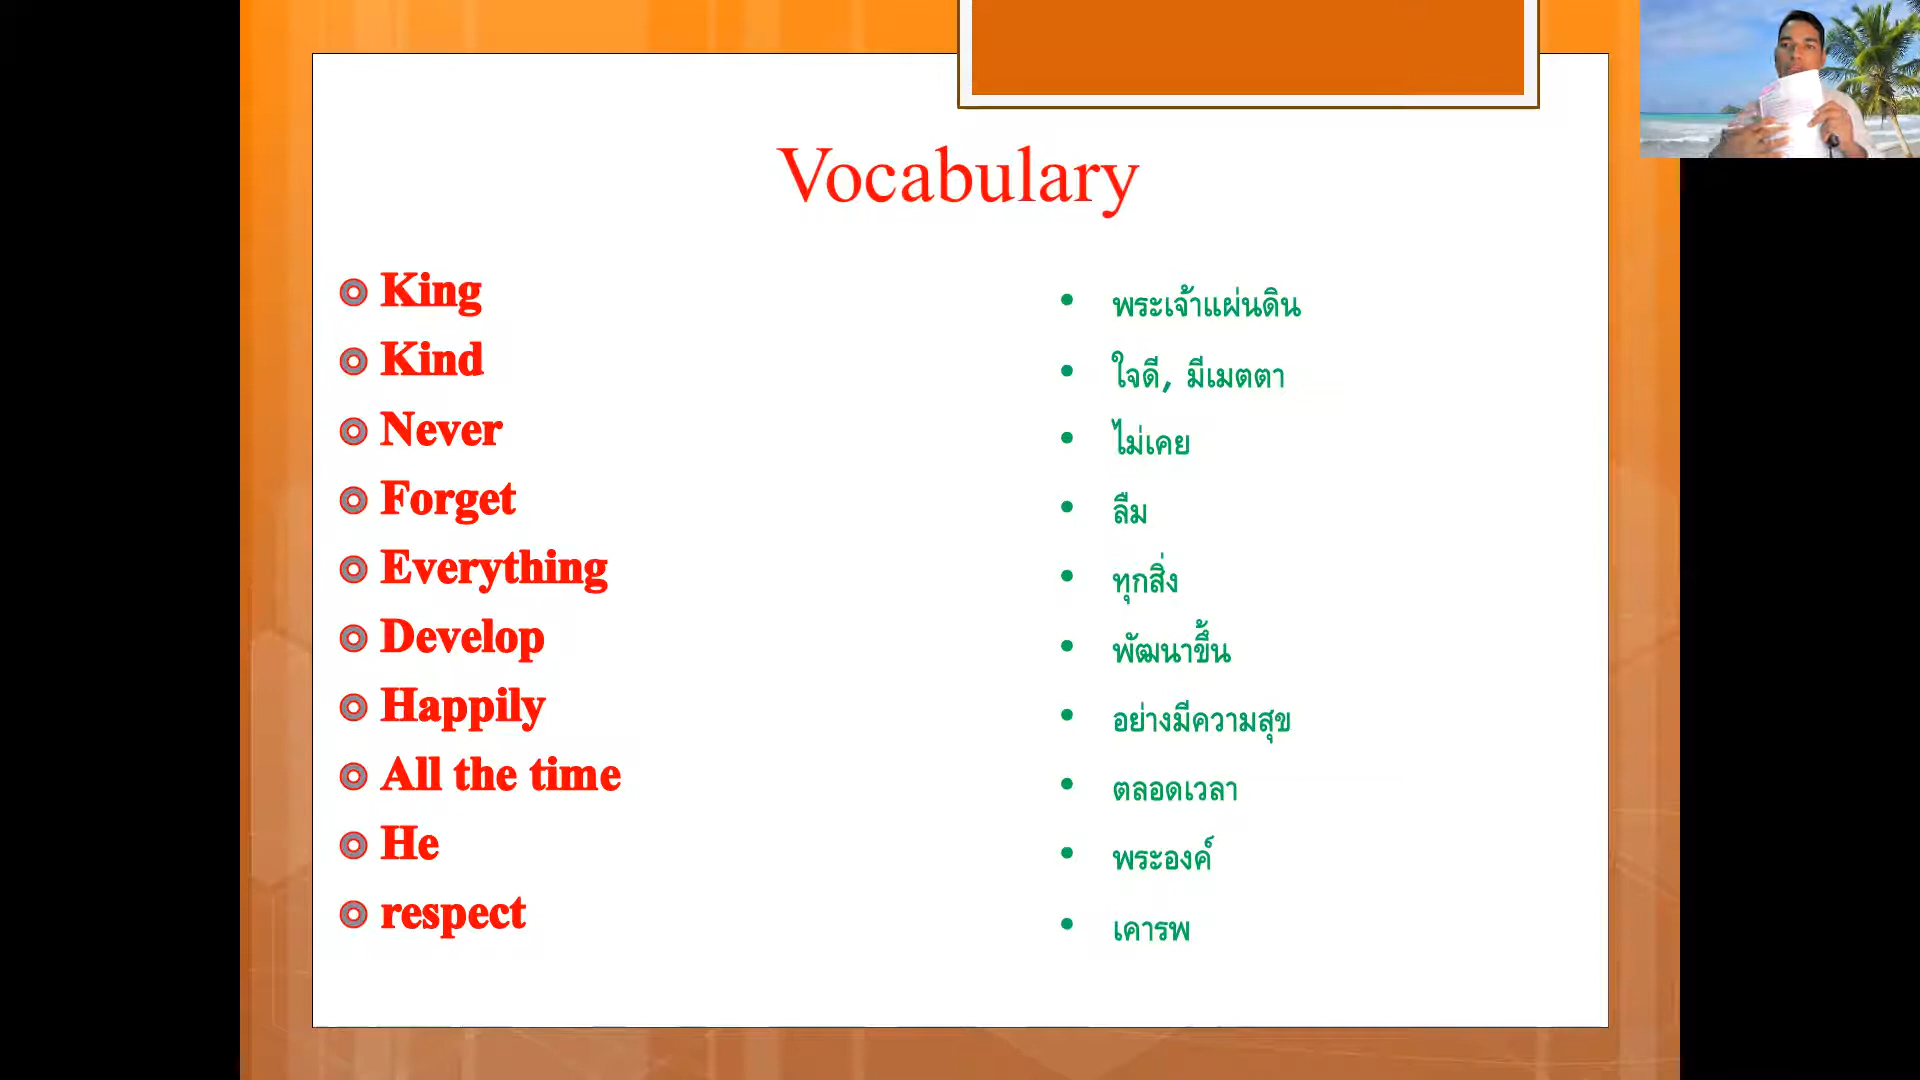 Vocabulary
King
Kind
Never
Forget
Everything
Develop
Happily
All the time
He
respect
พระเจ้าแผ่นดิน
ใจดี, มีเมตตา
ไม่เคย
ลืม
ทุกสิ่ง
พัฒนาขึ้น
อย่างมีความสุข
ตลอดเวลา
พระองค์
เคารพ